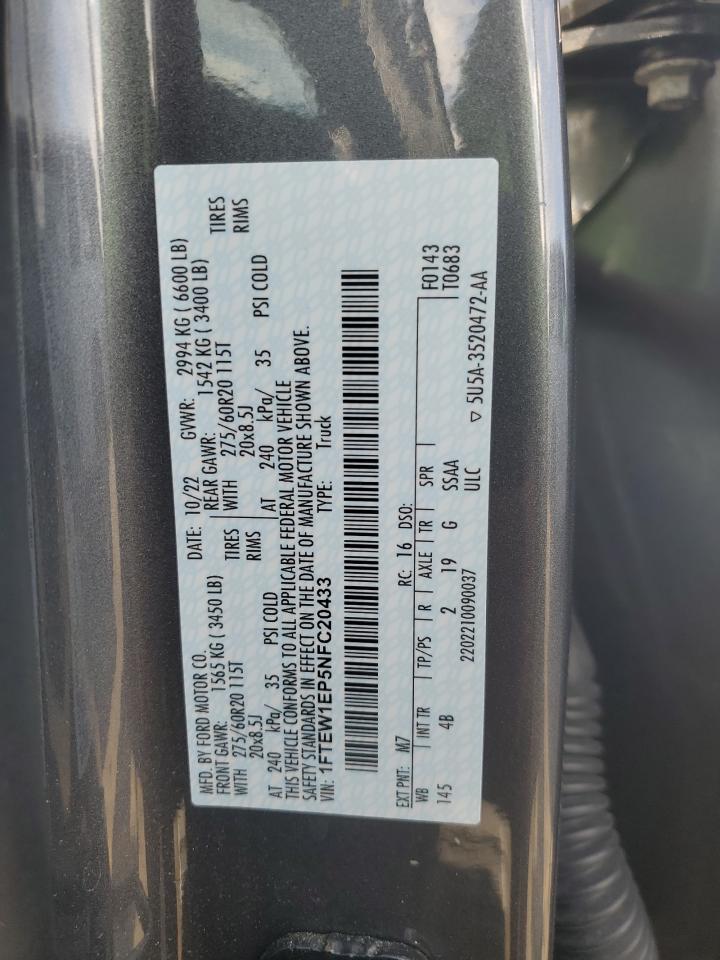 MFD. BY FORD MOTOR CO. DATE: 10/22 GVWR: 2994 KG ( 6600 LB)
FRONT GAWR: 1565 KG ( 3450 LB) REAR GAWR: 1542 KG ( 3400 LB)
WITH 275/60R20 115T TIRES WITH 275/60R20 115T TIRES
20x8.5J RIMS 20x8.5J RIMS
AT 240 kPa/ 35 PSI COLD AT 240 kPa/ 35 PSI COLD
THIS VEHICLE CONFORMS TO ALL APPLICABLE FEDERAL MOTOR VEHICLE
SAFETY STANDARDS IN EFFECT ON THE DATE OF MANUFACTURE SHOWN ABOVE.
VIN: 1FTEW1EP5NFC20433 TYPE: Truck
EXT PNT: M7 RC: 16 DSO:
WB INT TR TP/PS R AXLE TR SPR F0143
145 4B 2 19 G SSAA T0683
2202210090037 ULC
▽ 5U5A-3520472-AA